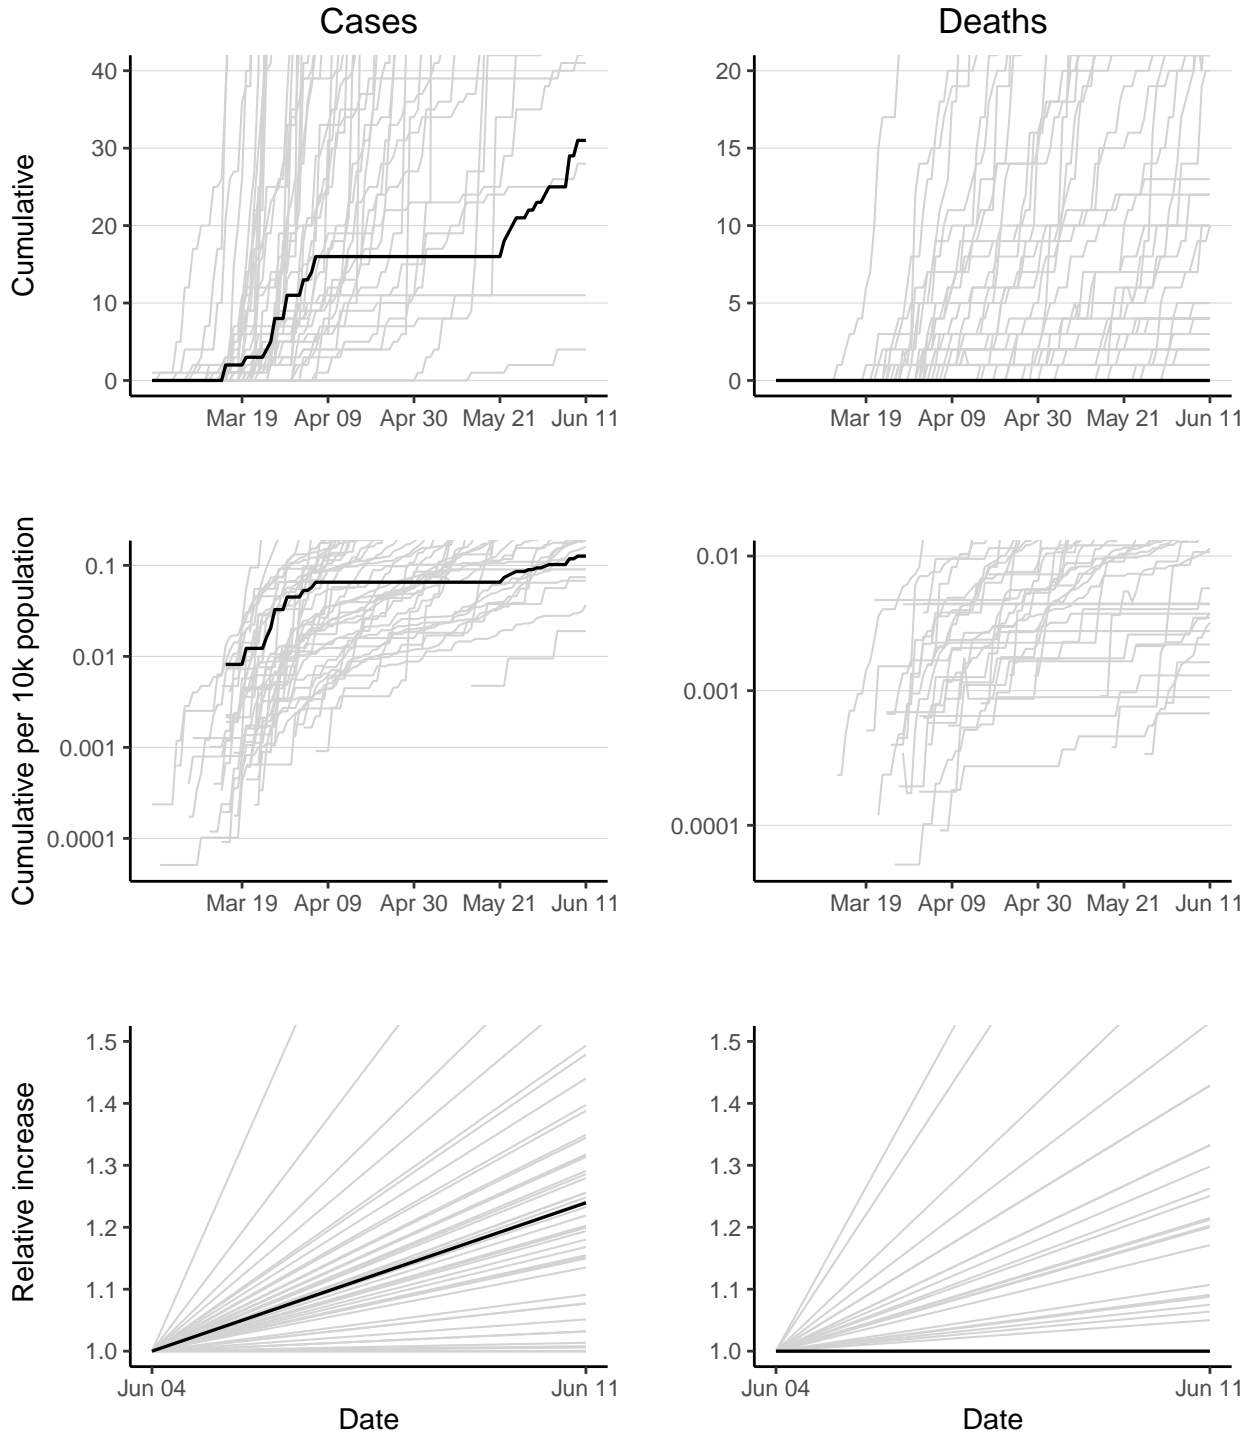 Cases
Deaths
Cumulative
40
30
20
10
0
Mar 19 Apr 09 Apr 30 May 21 Jun 11
20
15
10
5
0
Mar 19 Apr 09 Apr 30 May 21 Jun 11
Cumulative per 10k population
0.1
0.01
0.001
0.0001
Mar 19 Apr 09 Apr 30 May 21 Jun 11
0.01
0.001
0.0001
Mar 19 Apr 09 Apr 30 May 21 Jun 11
Relative increase
1.5
1.4
1.3
1.2
1.1
1.0
Jun 04 Jun 11
Date
1.5
1.4
1.3
1.2
1.1
1.0
Jun 04 Jun 11
Date